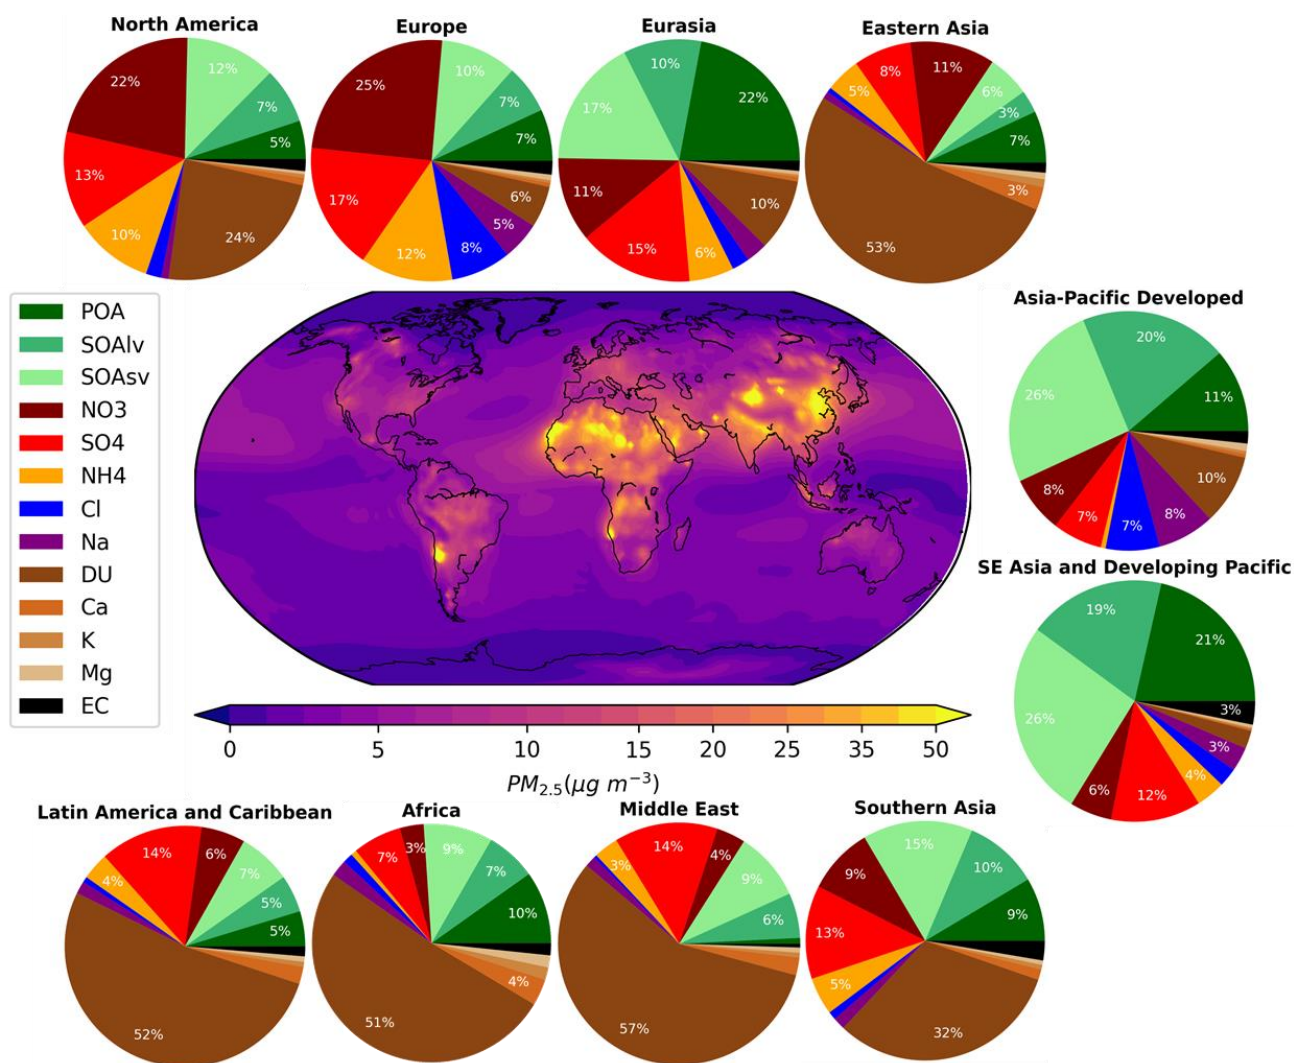 North America
22%
12%
7%
5%
13%
10%
24%
Europe
25%
10%
7%
7%
17%
12%
8%
5%
6%
Eurasia
10%
22%
17%
11%
15%
6%
10%
Eastern Asia
8%
11%
5%
6%
3%
7%
3%
53%
POA
SOAlv
SOAsv
NO3
SO4
NH4
Cl
Na
DU
Ca
K
Mg
EC
0 5 10 15 20 25 35 50
PM2.5(μg m−3)
Asia-Pacific Developed
20%
26%
11%
8%
7%
7%
8%
10%
SE Asia and Developing Pacific
19%
21%
26%
3%
6%
12%
4%
3%
Latin America and Caribbean
14%
6%
4%
7%
5%
5%
52%
Africa
3%
7%
9%
7%
10%
4%
51%
Middle East
14%
4%
3%
9%
6%
57%
Southern Asia
15%
9%
10%
13%
9%
5%
32%